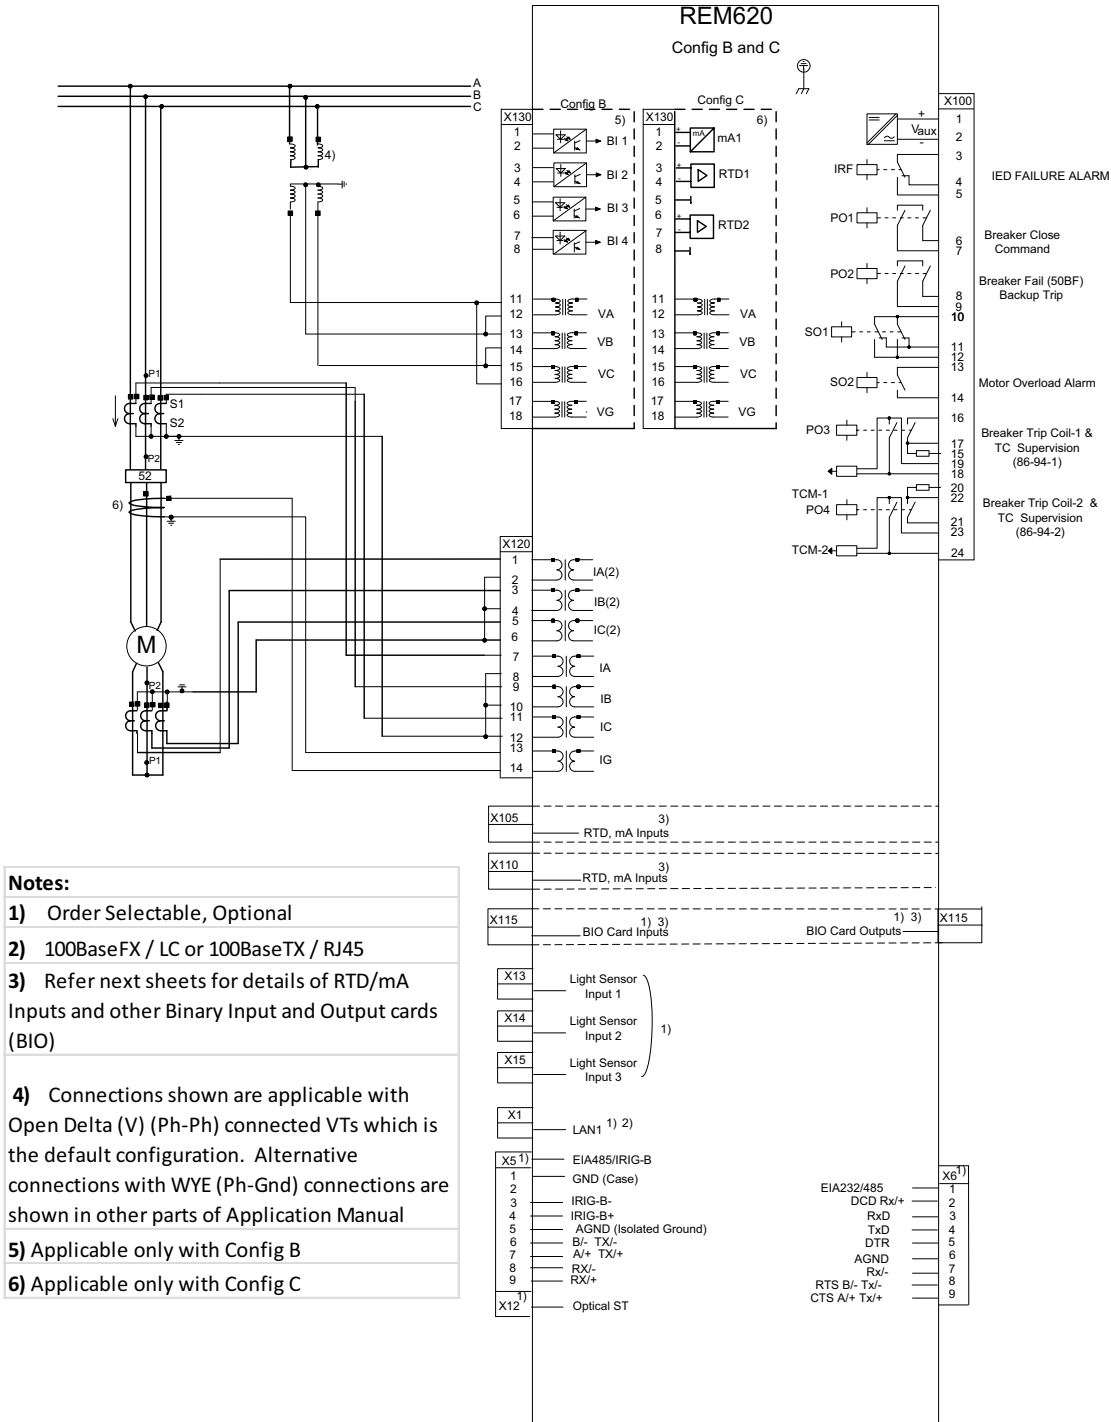 REM620
Config B and C
A
B
C
4)
X130
Config B
5)
1
2
BI 1
3
4
BI 2
5
6
BI 3
7
8
BI 4
11
12
VA
13
14
VB
15
16
VC
17
18
VG
X130
Config C
6)
1
2
+
-
mA
mA1
3
4
+
-
RTD1
5
6
7
+
-
RTD2
8
11
12
VA
13
14
VB
15
16
VC
17
18
VG
X100
1
2
+
Vaux
-
3
IRF
4
5
IED FAILURE ALARM
PO1
6
7
Breaker Close
Command
PO2
8
9
Breaker Fail (50BF)
Backup Trip
10
SO1
11
12
13
SO2
14
Motor Overload Alarm
16
PO3
17
15
19
18
Breaker Trip Coil-1 &
TC Supervision
(86-94-1)
TCM-1
20
22
PO4
21
23
Breaker Trip Coil-2 &
TC Supervision
(86-94-2)
TCM-2
24
P1
S1
S2
P2
52
6)
M
P2
P1
X120
1
2
IA(2)
3
4
IB(2)
5
6
IC(2)
7
8
IA
9
10
IB
11
12
IC
13
14
IG
X105
3)
RTD, mA Inputs
X110
3)
RTD, mA Inputs
X115
1) 3)
BIO Card Inputs
1) 3)
BIO Card Outputs
X115
X13
Light Sensor
Input 1
X14
Light Sensor
Input 2
1)
X15
Light Sensor
Input 3
X1
LAN1 1) 2)
X5 1)
EIA485/IRIG-B
1
GND (Case)
2
3
IRIG-B-
4
IRIG-B+
5
AGND (Isolated Ground)
6
B/- TX/-
7
A/+ TX/+
8
RX/-
9
RX/+
X12 1)
Optical ST
X6 1)
EIA232/485
1
DCD Rx/+
2
RxD
3
TxD
4
DTR
5
AGND
6
Rx/-
7
RTS B/- Tx/-
8
CTS A/+ Tx/+
9
Notes:
1) Order Selectable, Optional
2) 100BaseFX / LC or 100BaseTX / RJ45
3) Refer next sheets for details of RTD/mA
Inputs and other Binary Input and Output cards
(BIO)
4) Connections shown are applicable with
Open Delta (V) (Ph-Ph) connected VTs which is
the default configuration. Alternative
connections with WYE (Ph-Gnd) connections are
shown in other parts of Application Manual
5) Applicable only with Config B
6) Applicable only with Config C